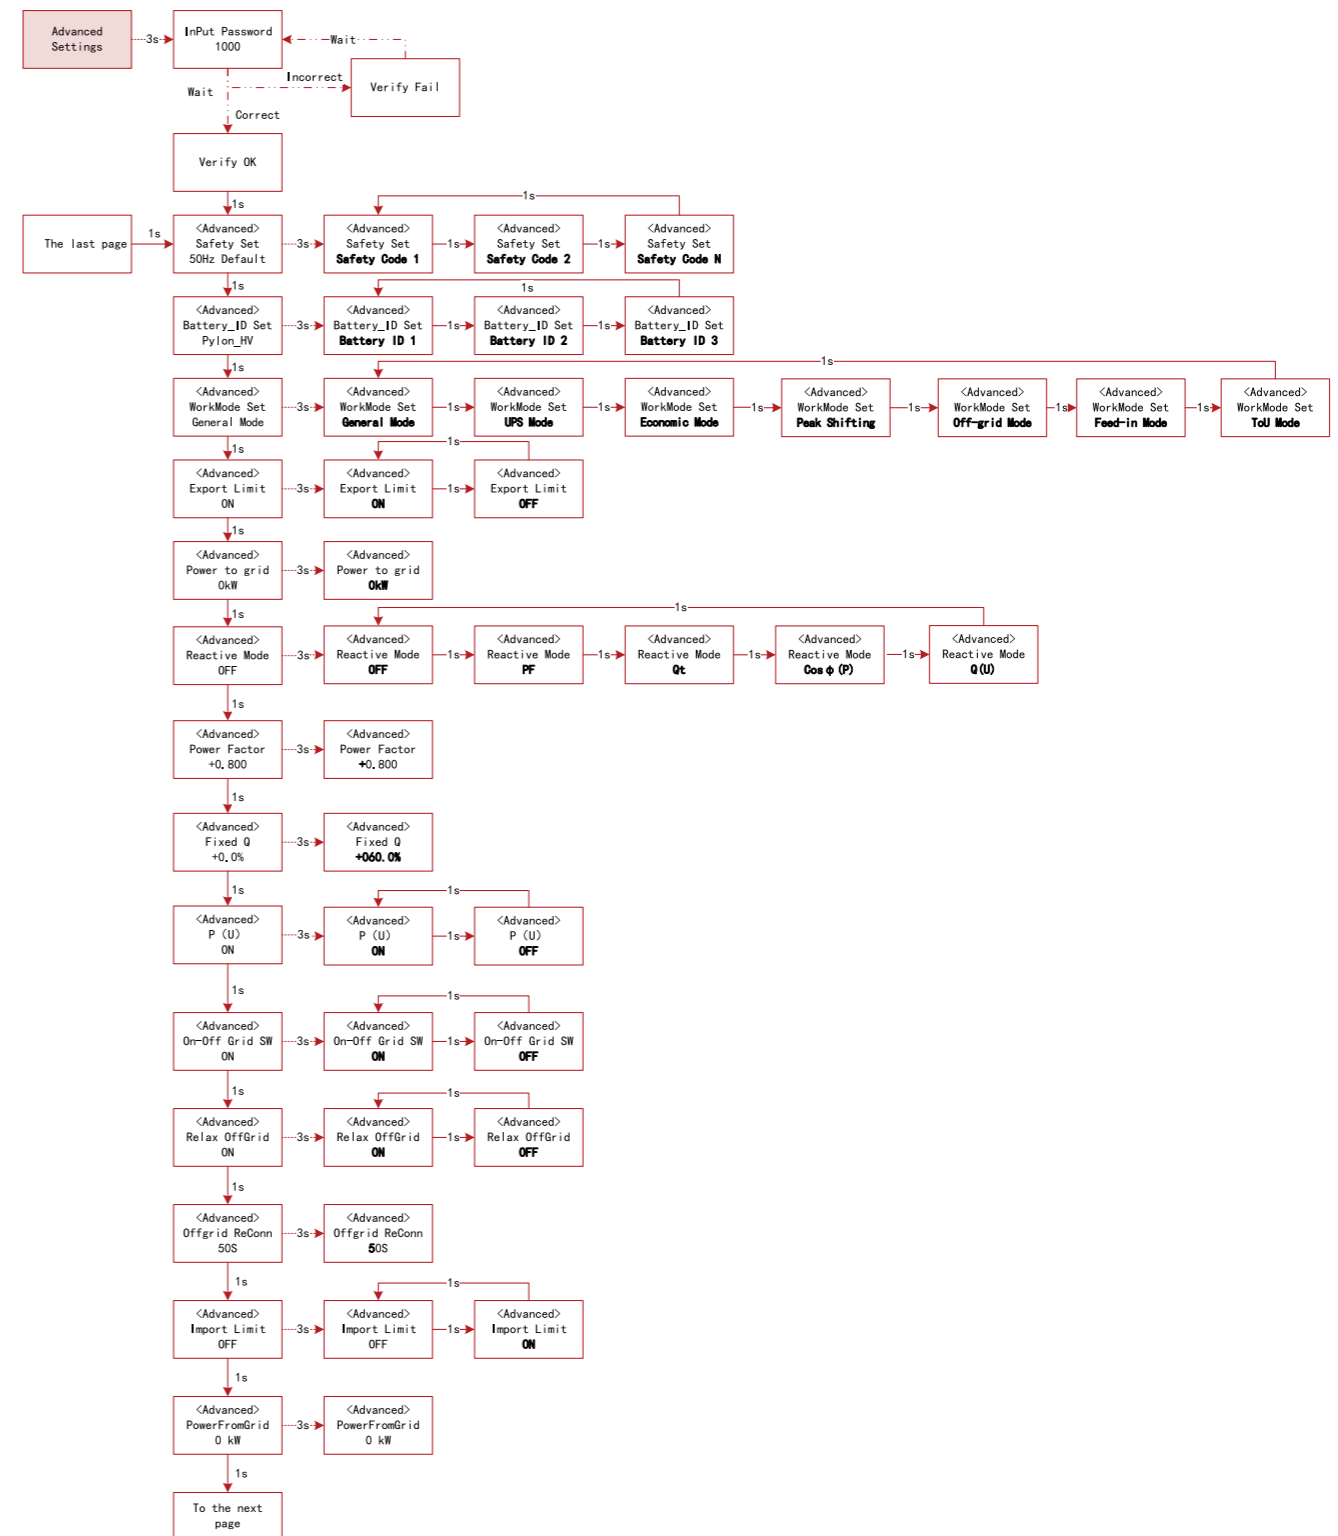 Advanced
Settings
3s
InPut Password
1000
Wait
Incorrect
Verify Fail
Wait
Correct
Verify OK
1s
The last page
1s
<Advanced>
Safety Set
50Hz Default
3s
<Advanced>
Safety Set
Safety Code 1
1s
<Advanced>
Safety Set
Safety Code 2
1s
<Advanced>
Safety Set
Safety Code N
1s
1s
<Advanced>
Battery_ID Set
Pylon_HV
3s
<Advanced>
Battery_ID Set
Battery ID 1
1s
<Advanced>
Battery_ID Set
Battery ID 2
1s
<Advanced>
Battery_ID Set
Battery ID 3
1s
1s
<Advanced>
WorkMode Set
General Mode
3s
<Advanced>
WorkMode Set
General Mode
1s
<Advanced>
WorkMode Set
UPS Mode
1s
<Advanced>
WorkMode Set
Economic Mode
1s
<Advanced>
WorkMode Set
Peak Shifting
1s
<Advanced>
WorkMode Set
Off-grid Mode
1s
<Advanced>
WorkMode Set
Feed-in Mode
1s
<Advanced>
WorkMode Set
ToU Mode
1s
1s
<Advanced>
Export Limit
ON
3s
<Advanced>
Export Limit
ON
1s
<Advanced>
Export Limit
OFF
1s
1s
<Advanced>
Power to grid
0kW
3s
<Advanced>
Power to grid
0kW
1s
<Advanced>
Reactive Mode
OFF
3s
<Advanced>
Reactive Mode
OFF
1s
<Advanced>
Reactive Mode
PF
1s
<Advanced>
Reactive Mode
Qt
1s
<Advanced>
Reactive Mode
Cosφ(P)
1s
<Advanced>
Reactive Mode
Q(U)
1s
1s
<Advanced>
Power Factor
+0.800
3s
<Advanced>
Power Factor
+0.800
1s
<Advanced>
Fixed Q
+0.0%
3s
<Advanced>
Fixed Q
+060.0%
1s
<Advanced>
P (U)
ON
3s
<Advanced>
P (U)
ON
1s
<Advanced>
P (U)
OFF
1s
1s
<Advanced>
On-Off Grid SW
ON
3s
<Advanced>
On-Off Grid SW
ON
1s
<Advanced>
On-Off Grid SW
OFF
1s
1s
<Advanced>
Relax OffGrid
ON
3s
<Advanced>
Relax OffGrid
ON
1s
<Advanced>
Relax OffGrid
OFF
1s
1s
<Advanced>
Offgrid ReConn
50S
3s
<Advanced>
Offgrid ReConn
50S
1s
<Advanced>
Import Limit
OFF
3s
<Advanced>
Import Limit
OFF
1s
<Advanced>
Import Limit
ON
1s
1s
<Advanced>
PowerFromGrid
0 kW
3s
<Advanced>
PowerFromGrid
0 kW
1s
To the next
page